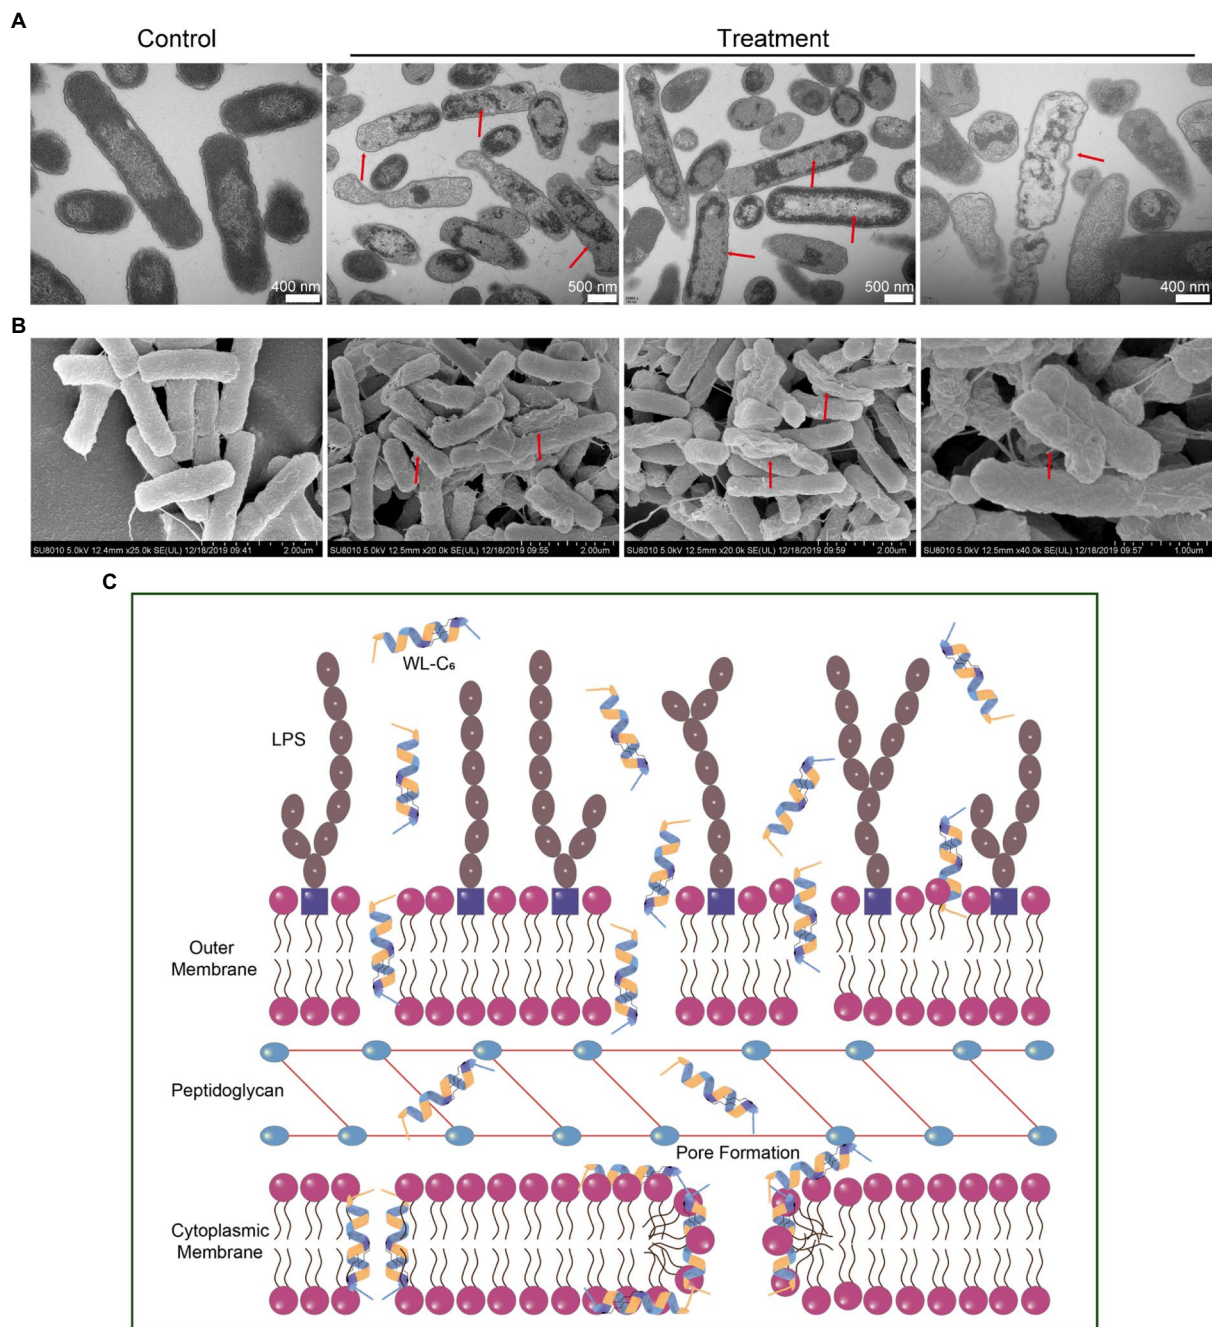 A
Control
Treatment
400 nm
500 nm
500 nm
400 nm
B
SU8010 5.0kV 12.4mm x25.0k SE(UL) 12/18/2019 09:41
2.00um
SU8010 5.0kV 12.5mm x20.0k SE(UL) 12/18/2019 09:55
2.00um
SU8010 5.0kV 12.5mm x20.0k SE(UL) 12/18/2019 09:59
2.00um
SU8010 5.0kV 12.5mm x40.0k SE(UL) 12/18/2019 09:57
1.00um
C
WL-C₆
LPS
Outer
Membrane
Peptidoglycan
Pore Formation
Cytoplasmic
Membrane